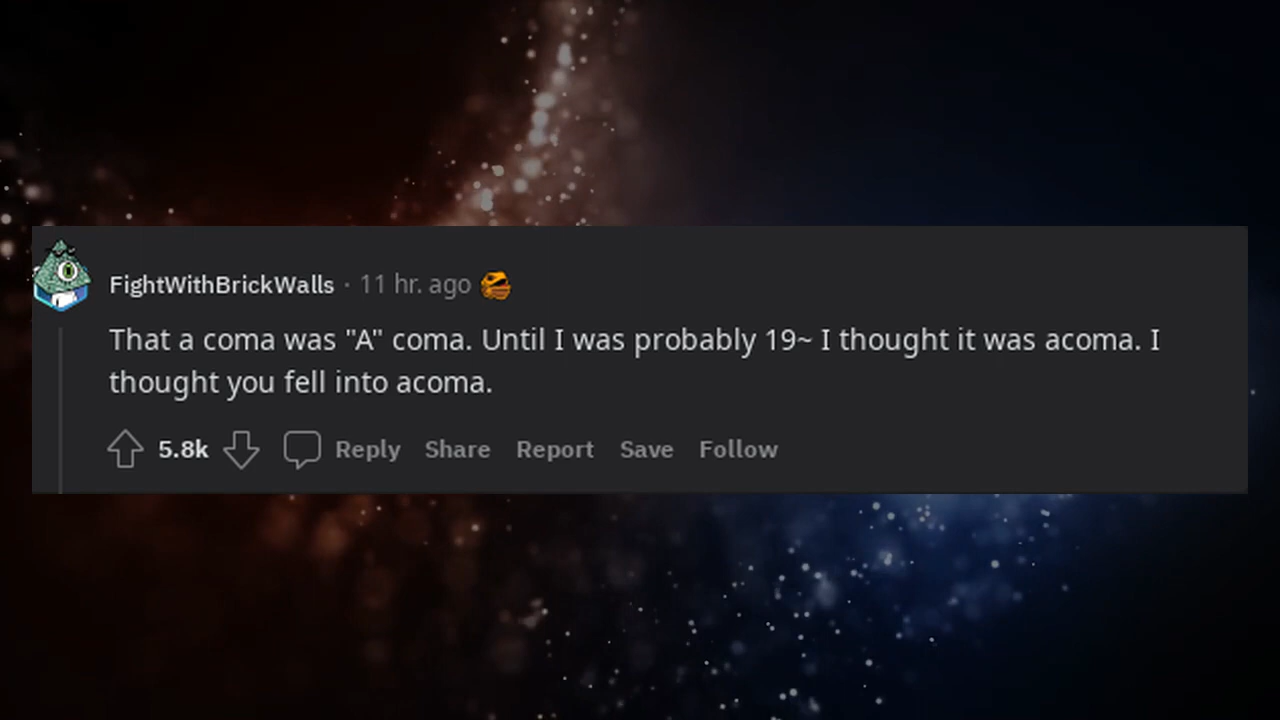 FightWithBrickWalls · 11 hr. ago
That a coma was "A" coma. Until I was probably 19~ I thought it was acoma. I
thought you fell into acoma.
5.8k Reply Share Report Save Follow